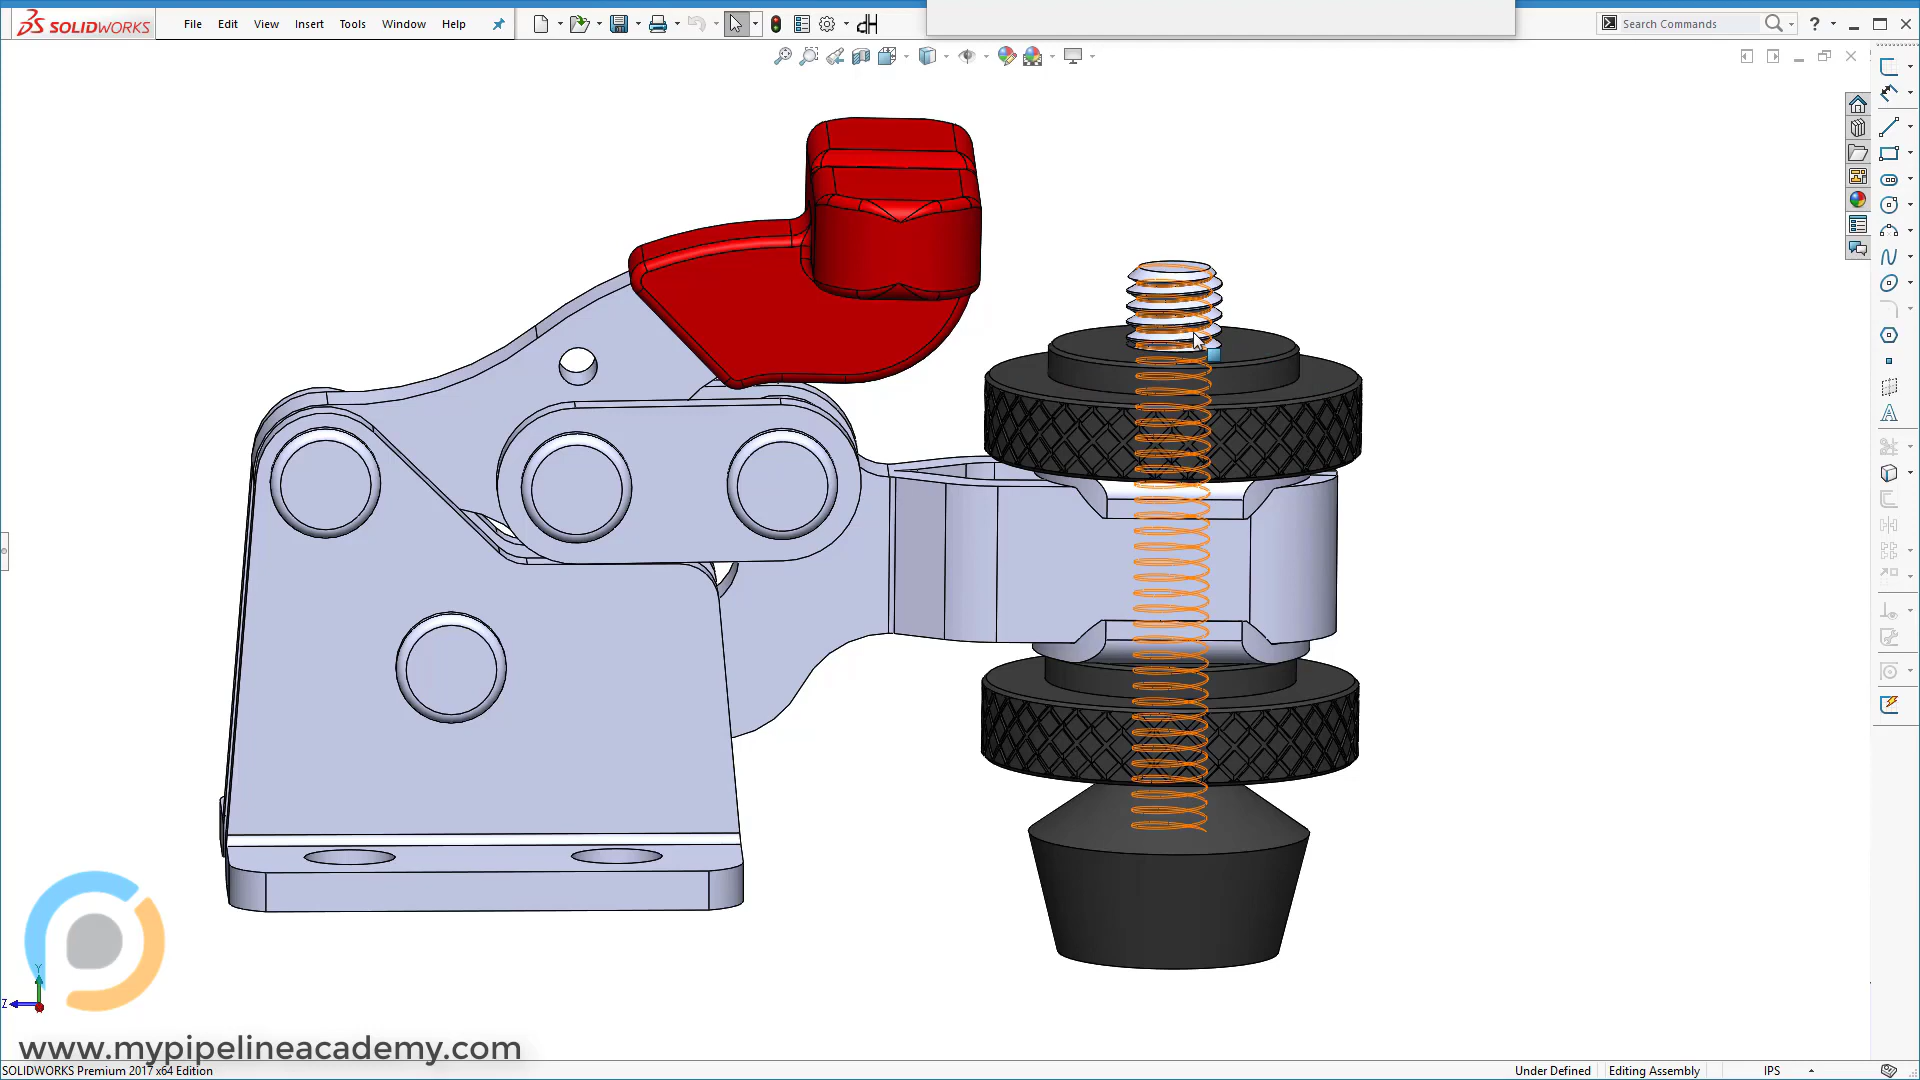 SOLIDWORKS File Edit View Insert Tools Window Help Search Commands ?
A
Y
Z
www.mypipelineacademy.com
SOLIDWORKS Premium 2017 x64 Edition Under Defined Editing Assembly IPS